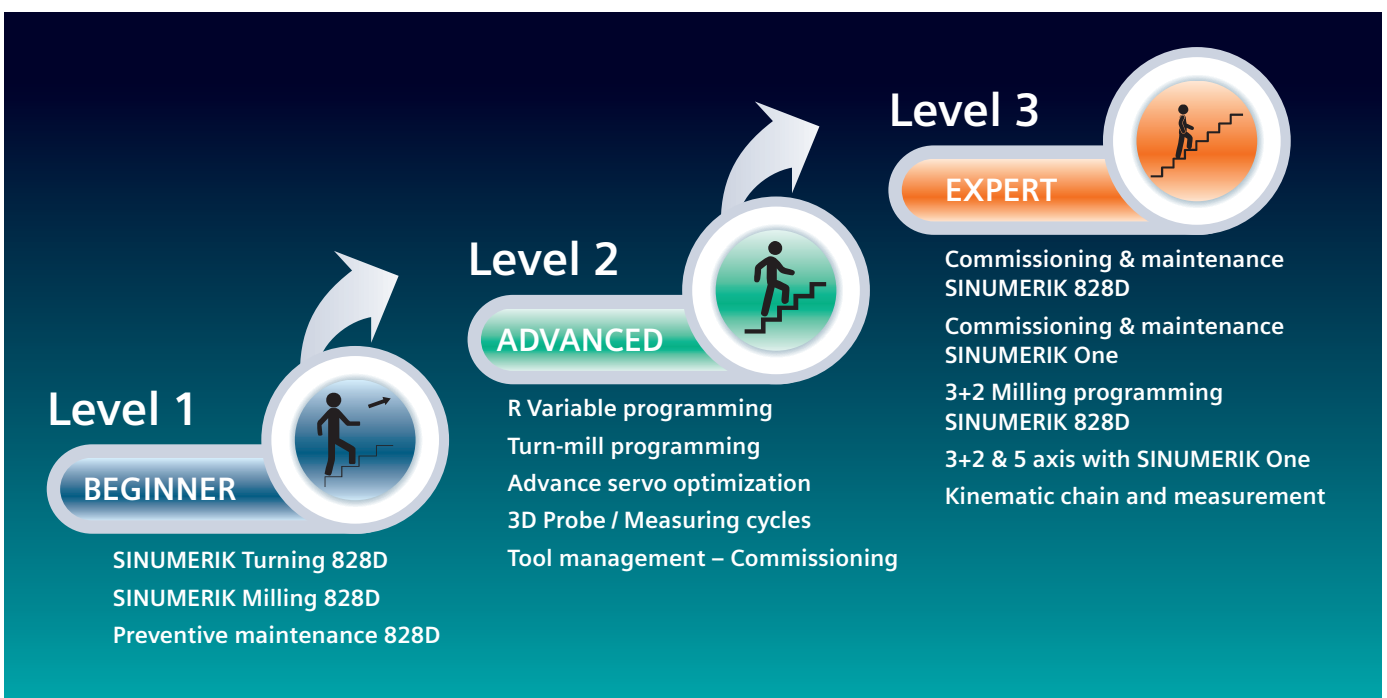 Level 1
BEGINNER
SINUMERIK Turning 828D
SINUMERIK Milling 828D
Preventive maintenance 828D
Level 2
ADVANCED
R Variable programming
Turn-mill programming
Advance servo optimization
3D Probe / Measuring cycles
Tool management – Commissioning
Level 3
EXPERT
Commissioning & maintenance
SINUMERIK 828D
Commissioning & maintenance
SINUMERIK One
3+2 Milling programming
SINUMERIK 828D
3+2 & 5 axis with SINUMERIK One
Kinematic chain and measurement